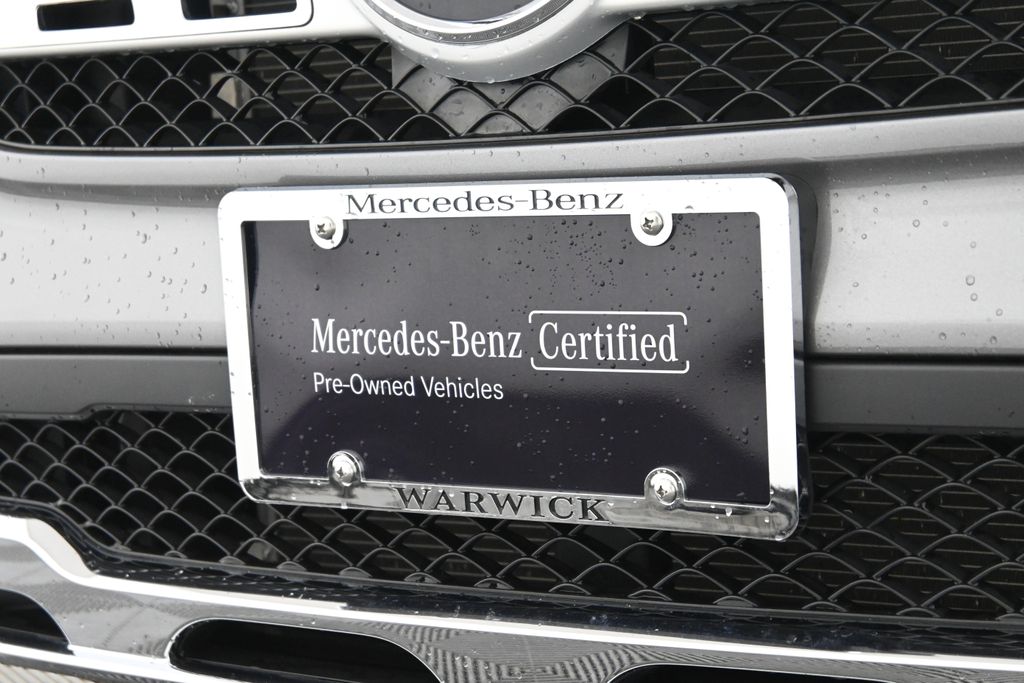 Mercedes-Benz
Mercedes-Benz Certified
Pre-Owned Vehicles
WARWICK